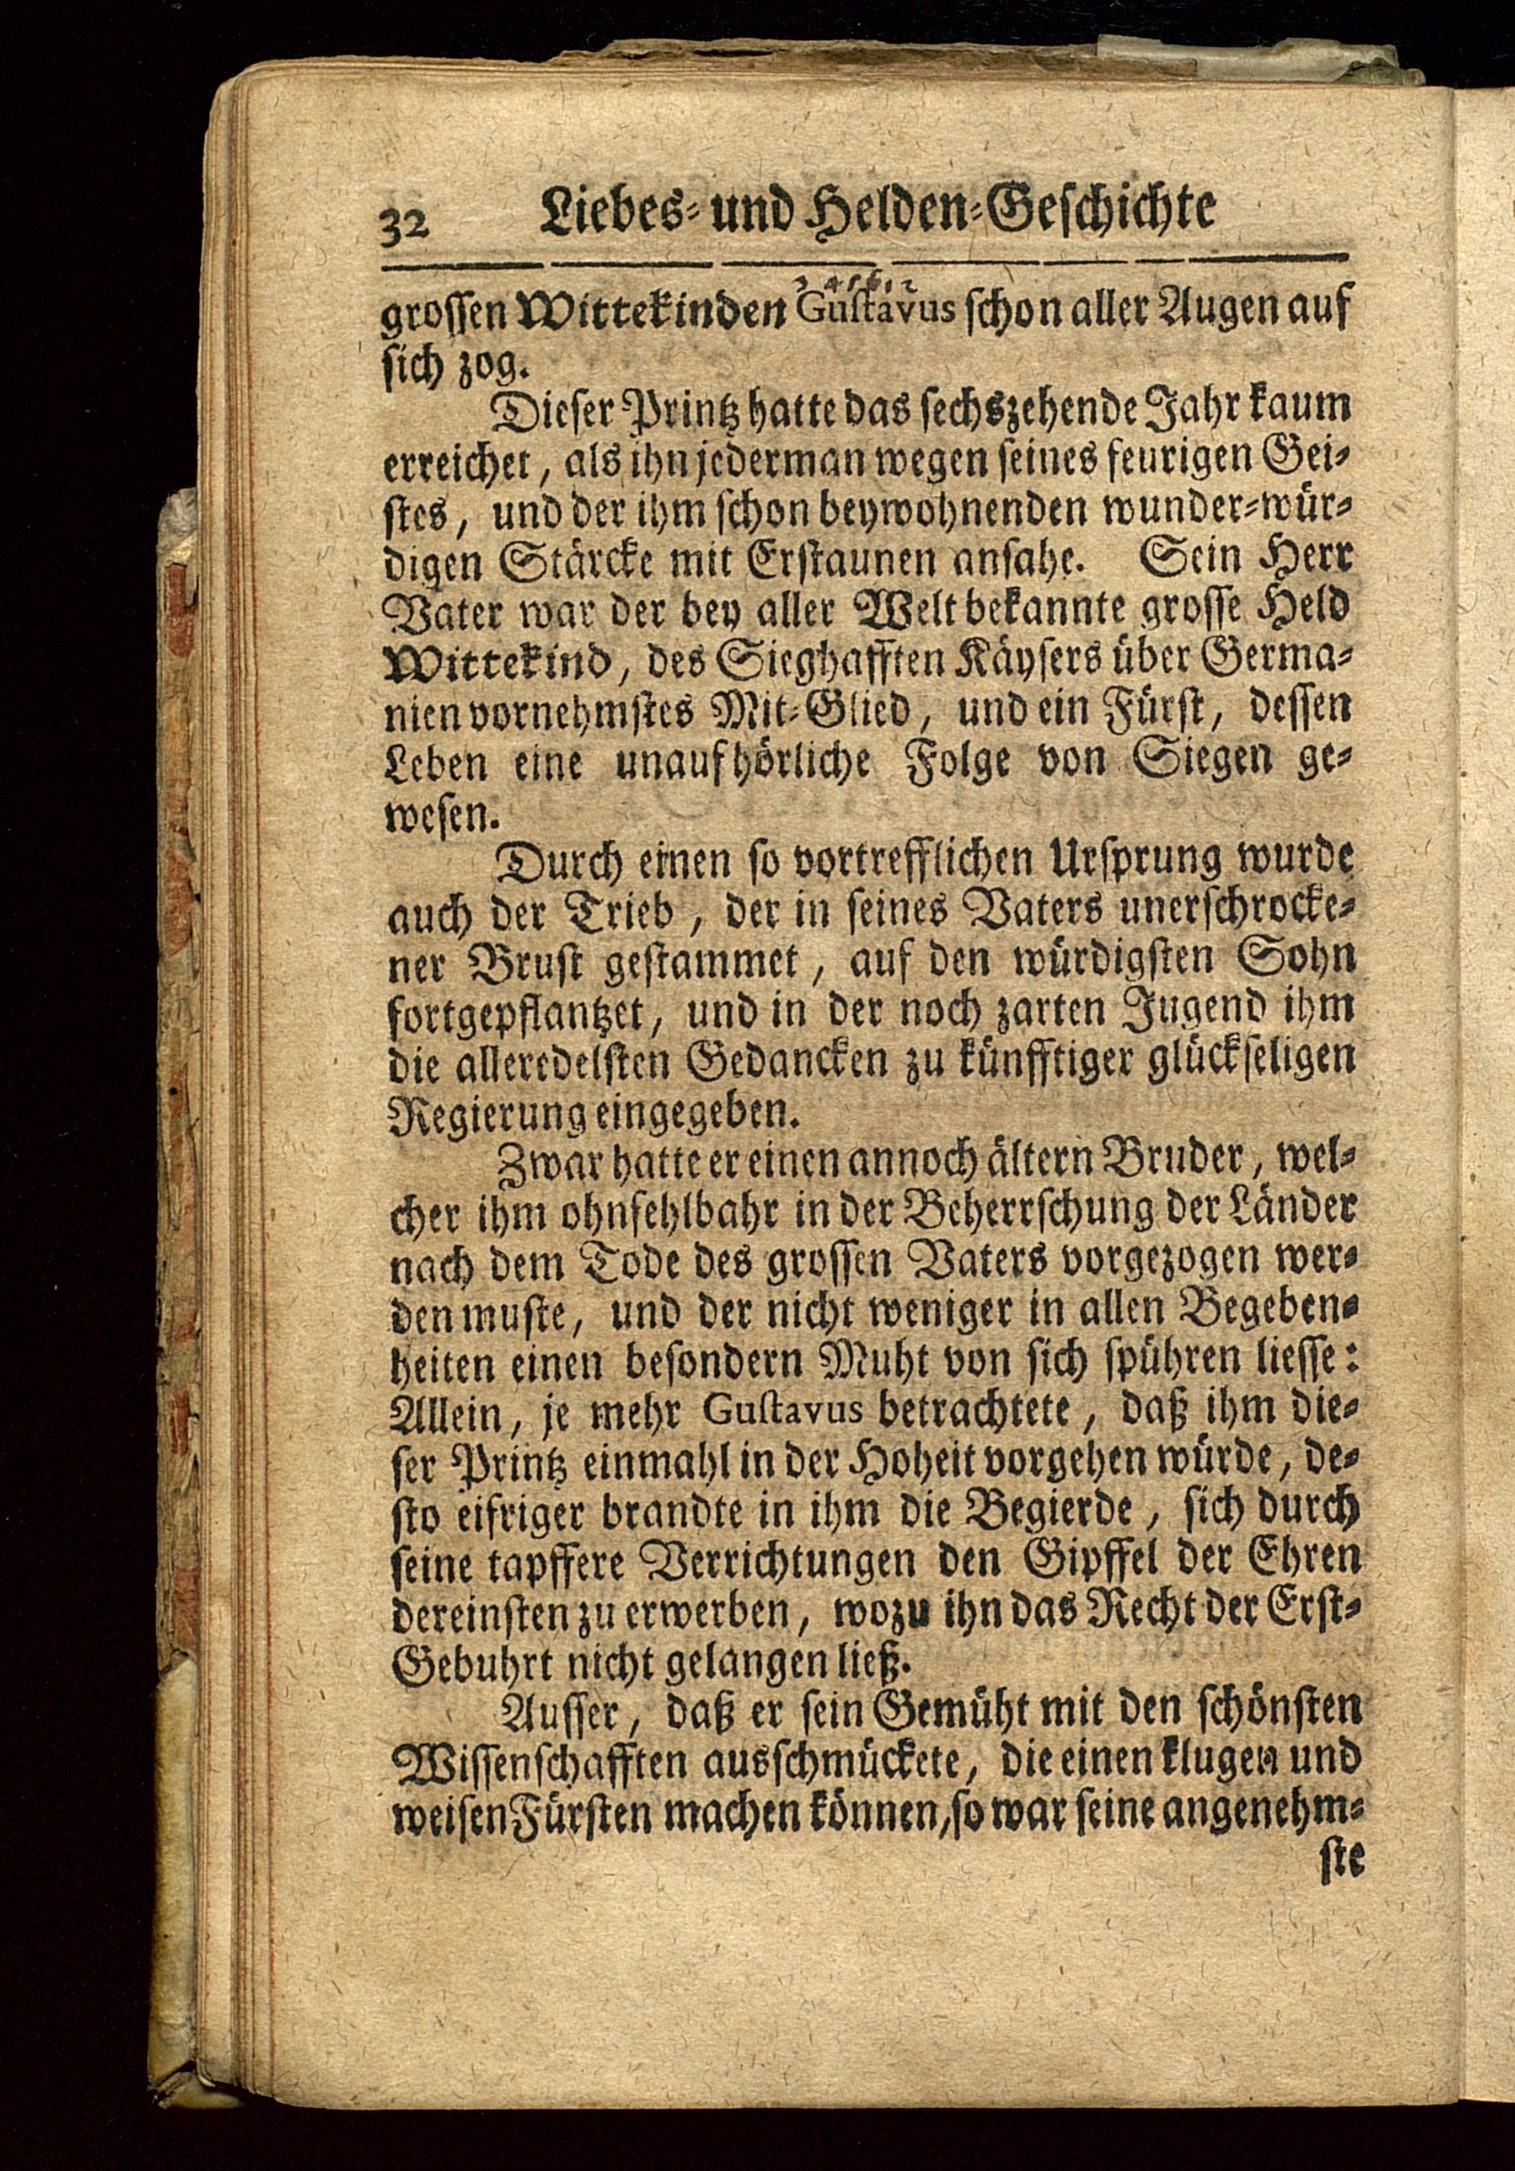 32 Liebes- und Helden-Geschichte
grossen Wittekinden Gustavus schon aller Augen auf
sich zog.
Dieser Printz hatte das sechszehende Jahr kaum
erreichet, als ihn jederman wegen seines feurigen Gei-
stes, und der ihm schon beywohnenden wunder-wür-
digen Stärcke mit Erstaunen ansahe. Sein Herr
Vater war der bey aller Welt bekannte grosse Held
Wittekind, des Sieghafften Käysers über Germa-
nien vornehmstes Mit-Glied, und ein Fürst, dessen
Leben eine unaufhörliche Folge von Siegen ge-
wesen.
Durch einen so vortrefflichen Ursprung wurde
auch der Trieb, der in seines Vaters unerschrocke-
ner Brust gestammet, auf den würdigsten Sohn
fortgepflantzet, und in der noch zarten Jugend ihm
die alleredelsten Gedancken zu künfftiger glückseligen
Regierung eingegeben.
Zwar hatte er einen annoch ältern Bruder, wel-
cher ihm ohnfehlbahr in der Beherrschung der Länder
nach dem Tode des grossen Vaters vorgezogen wer-
den muste, und der nicht weniger in allen Begeben-
heiten einen besondern Muht von sich spühren liesse:
Allein, je mehr Gustavus betrachtete, daß ihm die-
ser Printz einmahl in der Hoheit vorgehen würde, de-
sto eifriger brandte in ihm die Begierde, sich durch
seine tapffere Verrichtungen den Gipffel der Ehren
dereinsten zu erwerben, wozu ihn das Recht der Erst-
Gebuhrt nicht gelangen ließ.
Ausser, daß er sein Gemüht mit den schönsten
Wissenschafften ausschmückete, die einen klugen und
weisen Fürsten machen können, so war seine angenehm-
ste